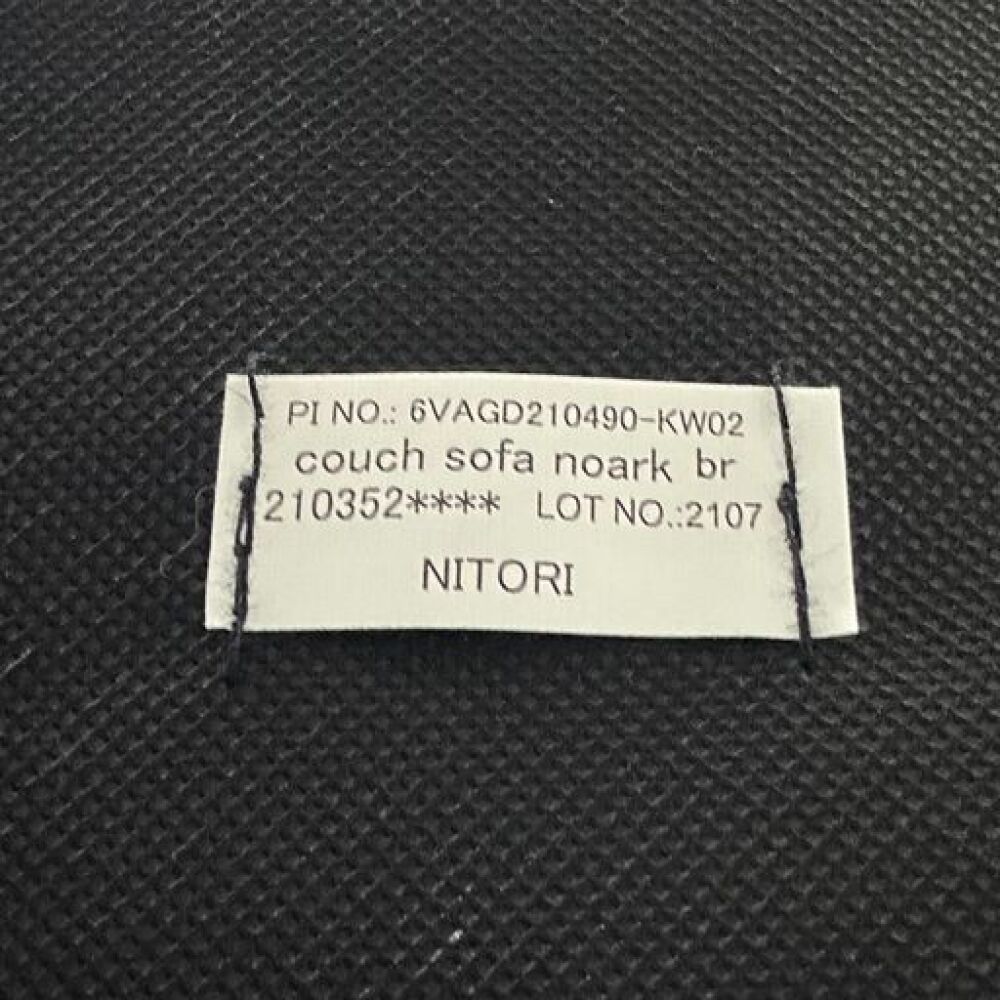 PI NO.: 6VAGD210490-KW02
couch sofa noark br
210352**** LOT NO.:2107
NITORI